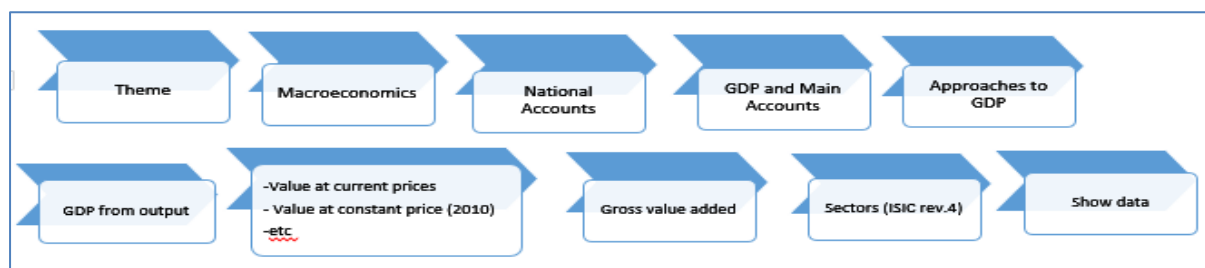 Theme
Macroeconomics
National
Accounts
GDP and Main
Accounts
Approaches to
GDP
GDP from output
-Value at current prices
- Value at constant price (2010)
-etc
Gross value added
Sectors (ISIC rev.4)
Show data